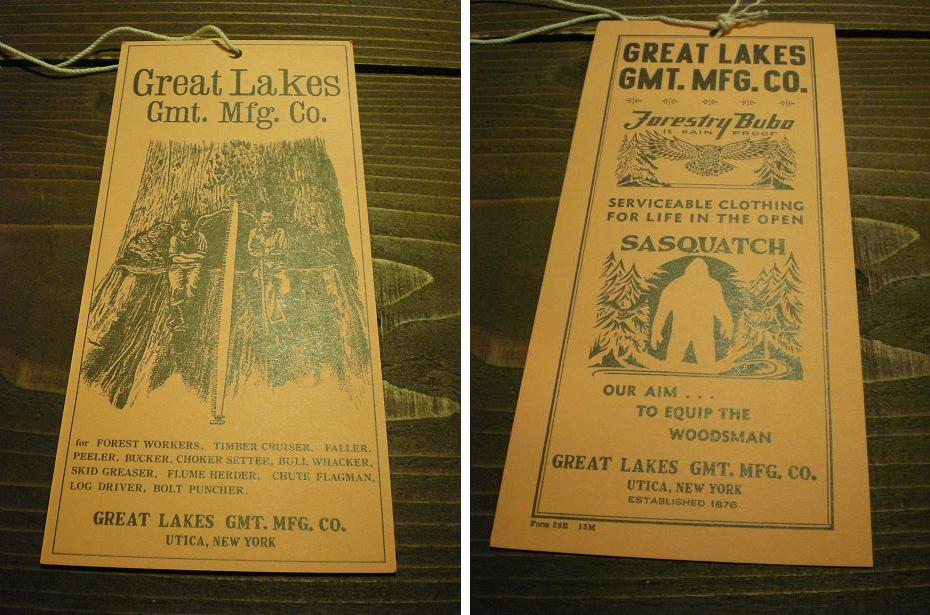 Great Lakes
Gmt. Mfg. Co.
for FOREST WORKERS, TIMBER CRUISER, FALLER,
PEELER, BUCKER, CHOKER SETTER, BULL WHACKER,
SKID GREASER, FLUME HERDER, CHUTE FLAGMAN,
LOG DRIVER, BOLT PUNCHER.
GREAT LAKES GMT. MFG. CO.
UTICA, NEW YORK
GREAT LAKES
GMT. MFG. CO.
Forestry Bubo
IS RAIN PROOF
SERVICEABLE CLOTHING
FOR LIFE IN THE OPEN
SASQUATCH
OUR AIM . . .
TO EQUIP THE
WOODSMAN
GREAT LAKES GMT. MFG. CO.
UTICA, NEW YORK
ESTABLISHED 1876
Form 28R 15M